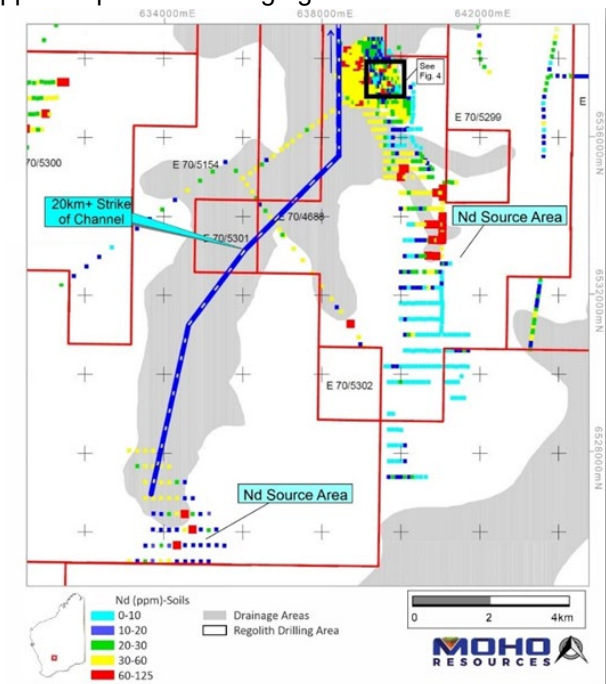 634000mE
638000mE
642000mE
See
Fig. 4
E 70/5299
E
6536000mN
70/5300
E 70/5154
20km+ Strike
of Channel
E 70/4688
E 70/5301
Nd Source Area
6532000mN
E 70/5302
6528000mN
Nd Source Area
Nd (ppm)-Soils
0-10
10-20
20-30
30-60
60-125
Drainage Areas
Regolith Drilling Area
0 2 4km
MOHO
RESOURCES